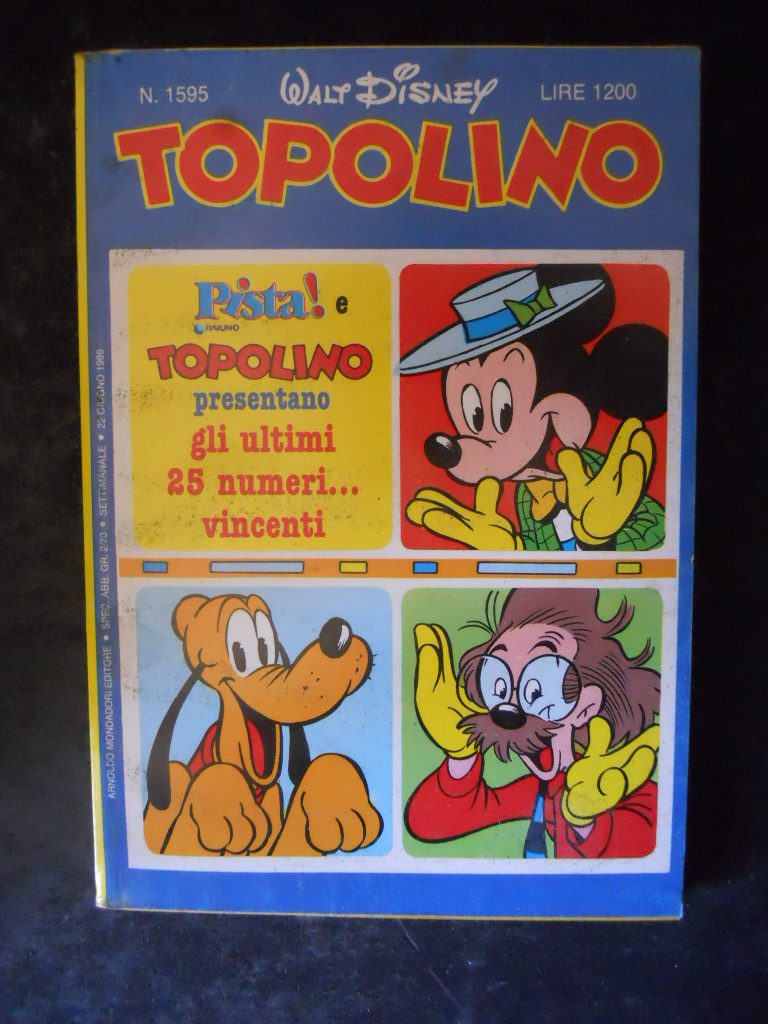 N. 1595
WALT DISNEY
LIRE 1200
TOPOLINO
Pista! e
RAIUNO
TOPOLINO
presentano
gli ultimi
25 numeri...
vincenti
ARNOLDO MONDADORI EDITORE • SPED. ABB. GR. 2/70 • SETTIMANALE • 22 GIUGNO 1986